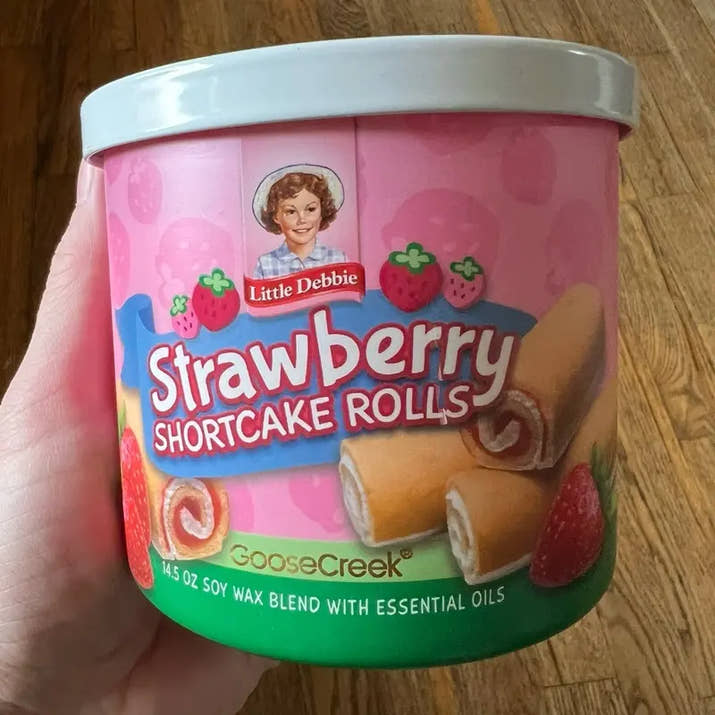 Little Debbie
Strawberry
SHORTCAKE ROLLS
GooseCreek®
14.5 OZ SOY WAX BLEND WITH ESSENTIAL OILS